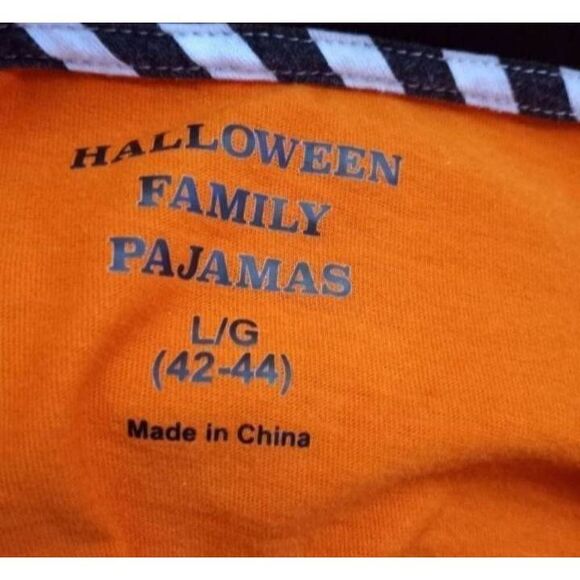 HALLOWEEN
FAMILY
PAJAMAS
L/G
(42-44)
Made in China